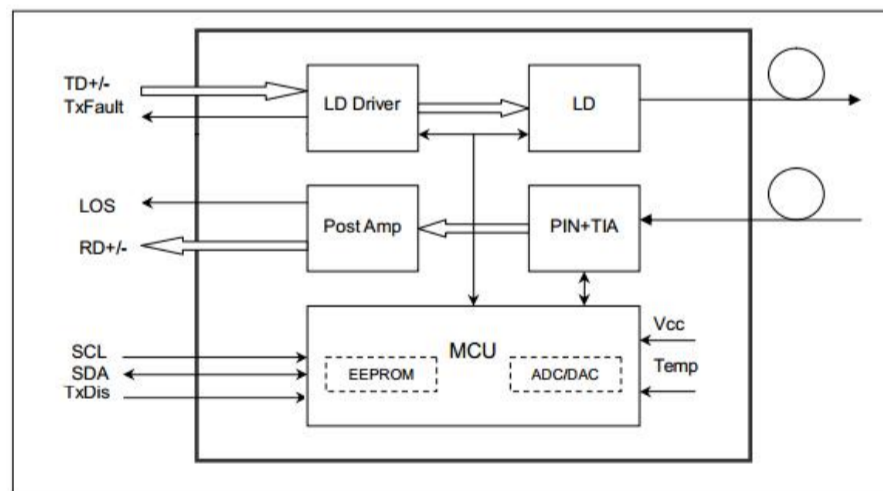 TD+/-
TxFault
LD Driver
LD
LOS
RD+/-
Post Amp
PIN+TIA
SCL
SDA
TxDis
MCU
EEPROM
ADC/DAC
Vcc
Temp